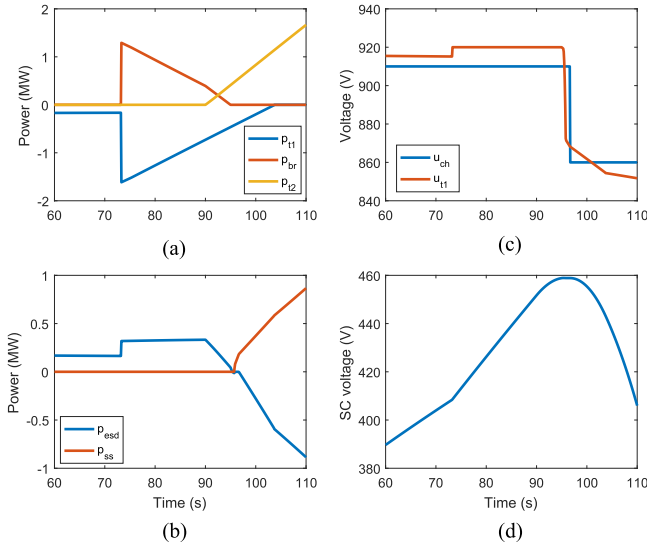 2
1
0
-1
-2
Power (MW)
p_t1
p_br
p_t2
60 70 80 90 100 110
(a)
940
920
900
880
860
840
Voltage (V)
u_ch
u_t1
60 70 80 90 100 110
(c)
1
0.5
0
-0.5
-1
Power (MW)
p_esd
p_ss
60 70 80 90 100 110
Time (s)
(b)
460
440
420
400
380
SC voltage (V)
60 70 80 90 100 110
Time (s)
(d)